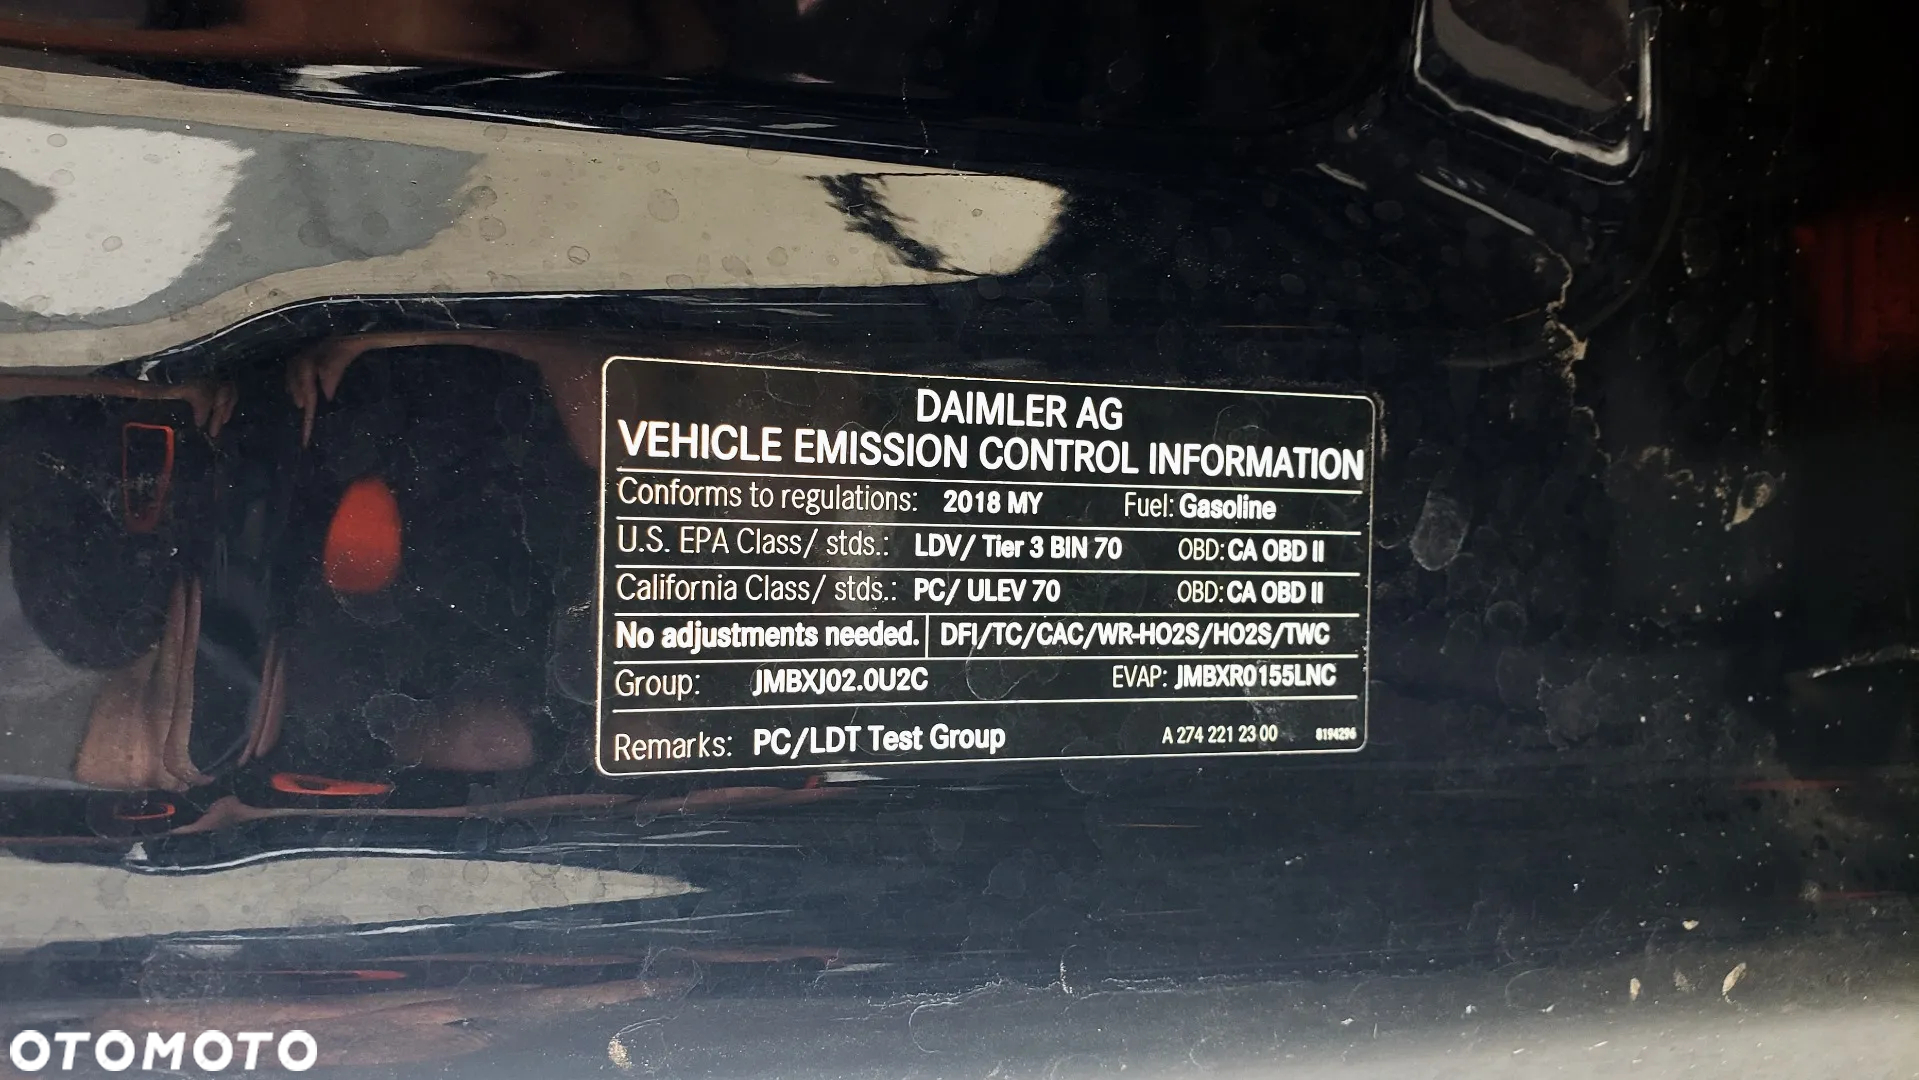 DAIMLER AG
VEHICLE EMISSION CONTROL INFORMATION
Conforms to regulations: 2018 MY Fuel: Gasoline
U.S. EPA Class/ stds.: LDV/ Tier 3 BIN 70 OBD: CA OBD II
California Class/ stds.: PC/ ULEV 70 OBD: CA OBD II
No adjustments needed. DFI/TC/CAC/WR-HO2S/HO2S/TWC
Group: JMBXJ02.0U2C EVAP: JMBXR0155LNC
Remarks: PC/LDT Test Group A 274 221 23 00 8194296
OTOMOTO